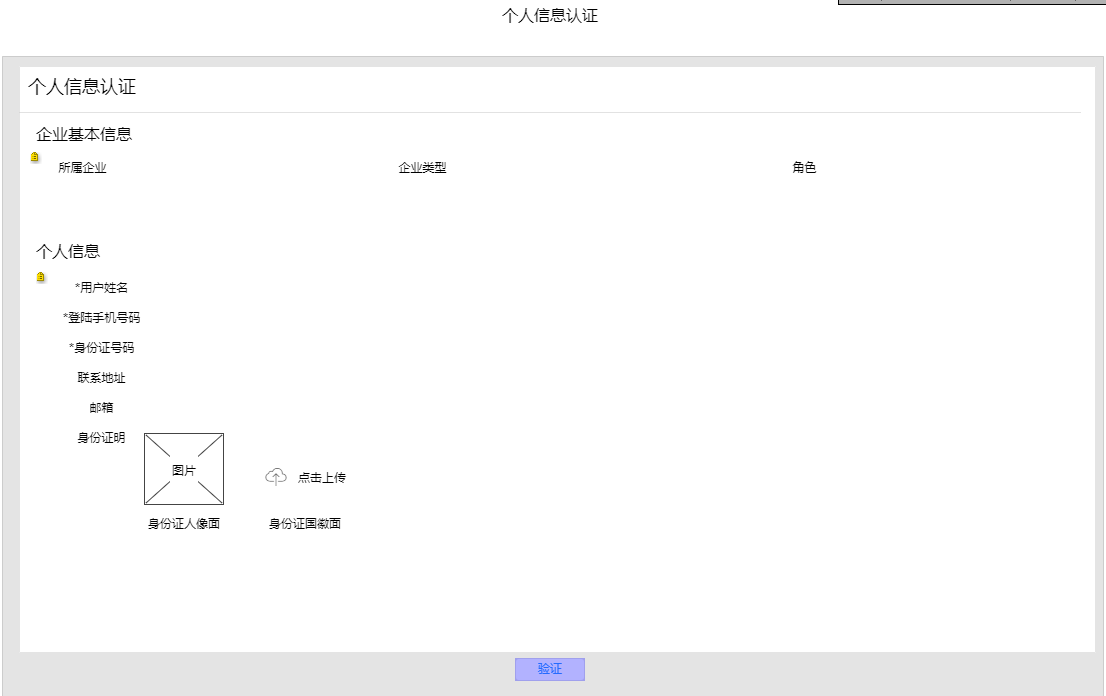 个人信息认证
个人信息认证
企业基本信息
所属企业 企业类型 角色
个人信息
*用户姓名
*登陆手机号码
*身份证号码
联系地址
邮箱
身份证明
图片 点击上传
身份证人像面 身份证国徽面
验证